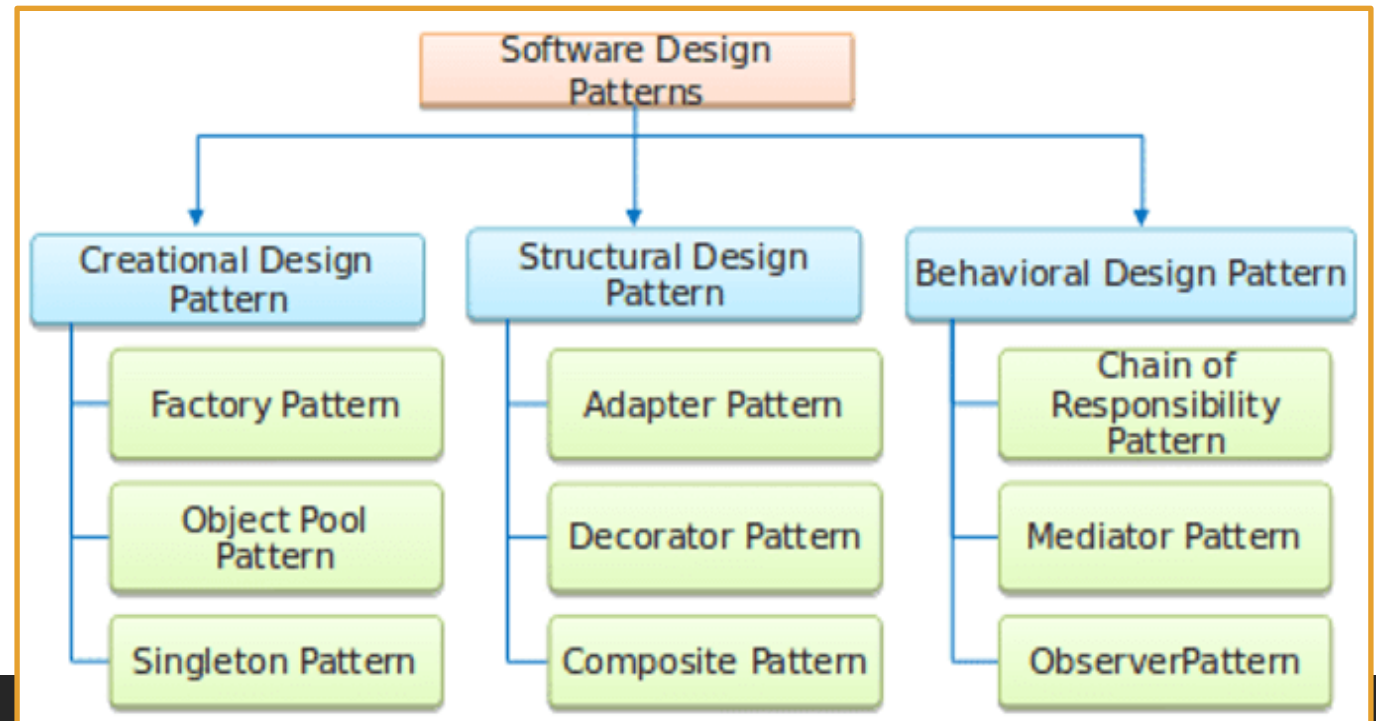 Software Design
Patterns
Creational Design
Pattern
Structural Design
Pattern
Behavioral Design Pattern
Factory Pattern
Adapter Pattern
Chain of
Responsibility
Pattern
Object Pool
Pattern
Decorator Pattern
Mediator Pattern
Singleton Pattern
Composite Pattern
ObserverPattern